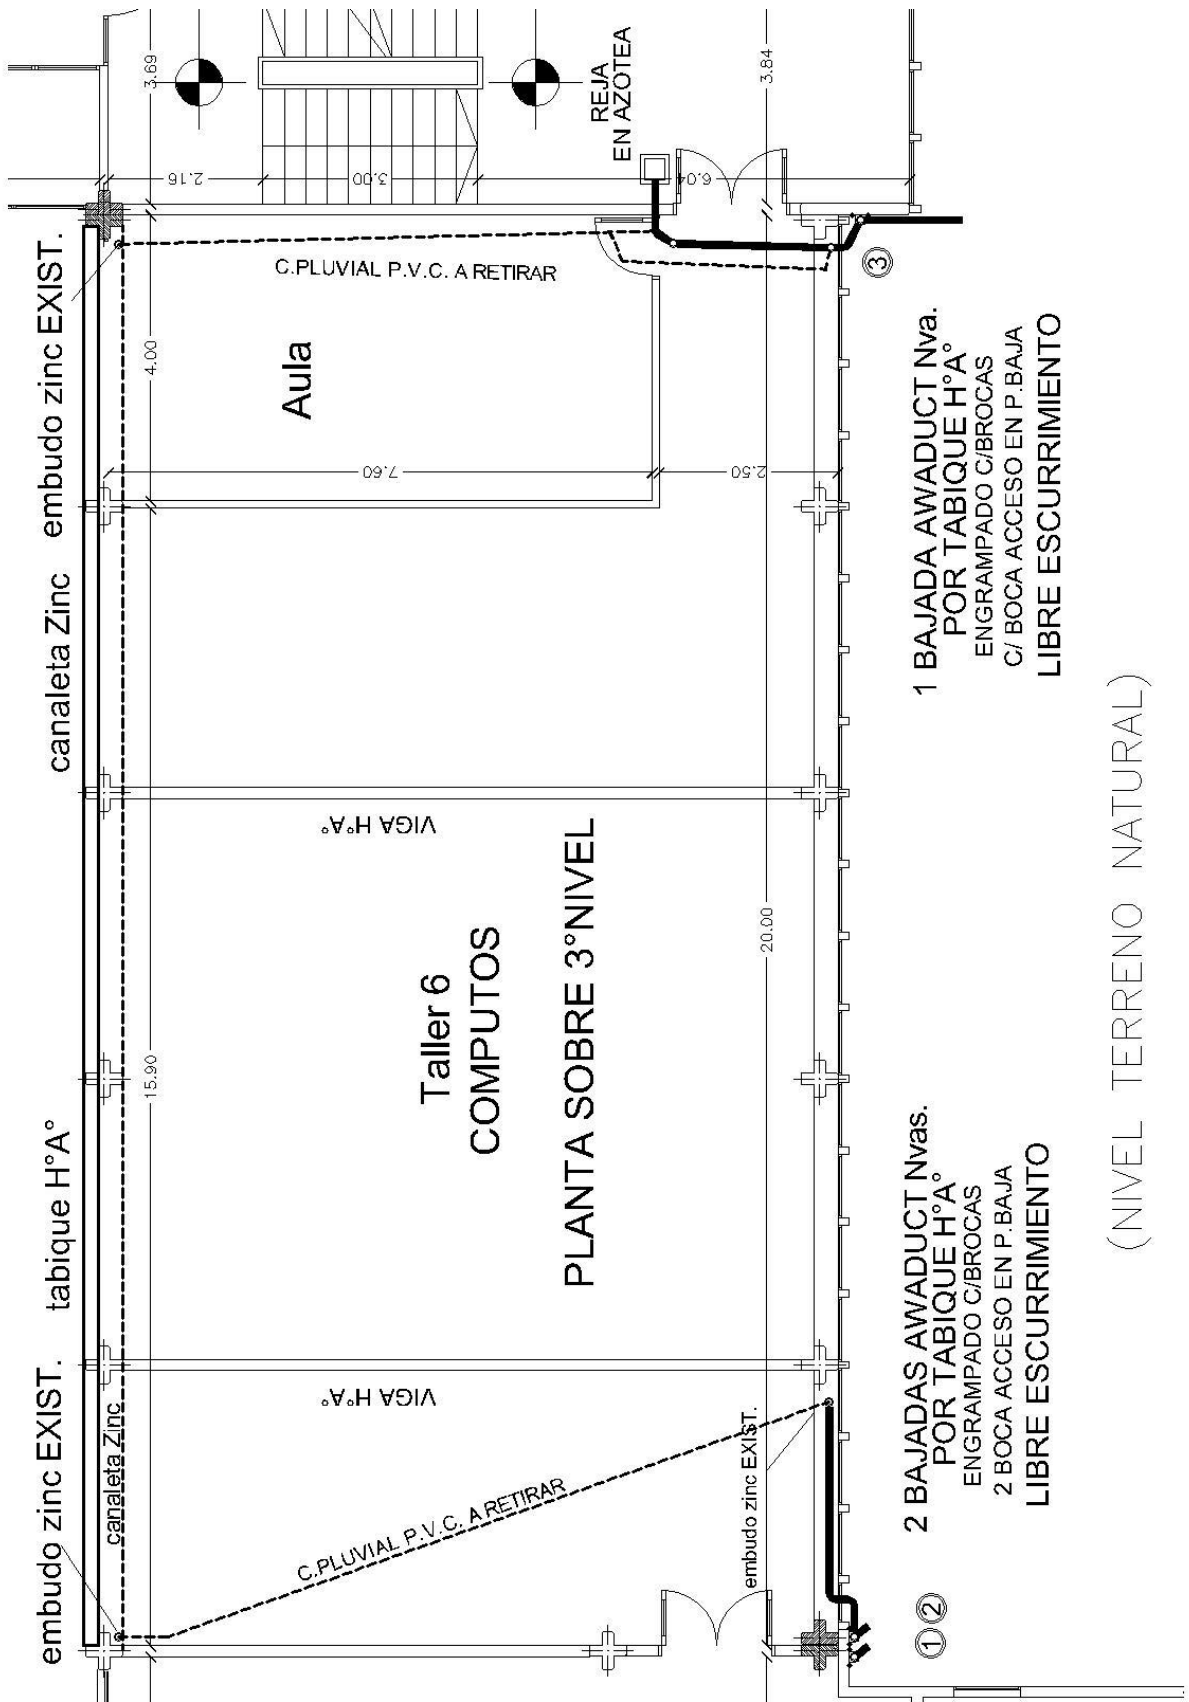 embudo zinc EXIST.
tabique H°A°
canaleta Zinc
embudo zinc EXIST.
canaleta Zinc
3.69
2.16
3.00
6.04
3.84
REJA
EN AZOTEA
C.PLUVIAL P.V.C. A RETIRAR
4.00
Aula
7.60
2.50
3
VIGA H°A°
15.90
Taller 6
COMPUTOS
PLANTA SOBRE 3°NIVEL
20.00
VIGA H°A°
C.PLUVIAL P.V.C. A RETIRAR
embudo zinc EXIST.
1 2
2 BAJADAS AWADUCT Nvas.
POR TABIQUE H°A°
ENGRAMPADO C/BROCAS
2 BOCA ACCESO EN P.BAJA
LIBRE ESCURRIMIENTO
1 BAJADA AWADUCT Nva.
POR TABIQUE H°A°
ENGRAMPADO C/BROCAS
C/ BOCA ACCESO EN P.BAJA
LIBRE ESCURRIMIENTO
(NIVEL TERRENO NATURAL)